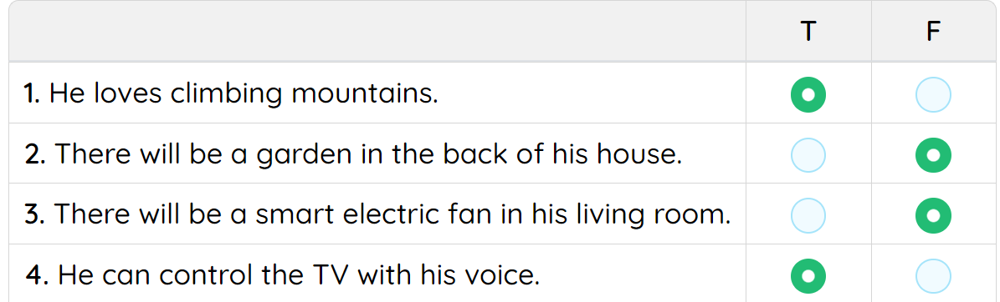 T F
1. He loves climbing mountains.
2. There will be a garden in the back of his house.
3. There will be a smart electric fan in his living room.
4. He can control the TV with his voice.